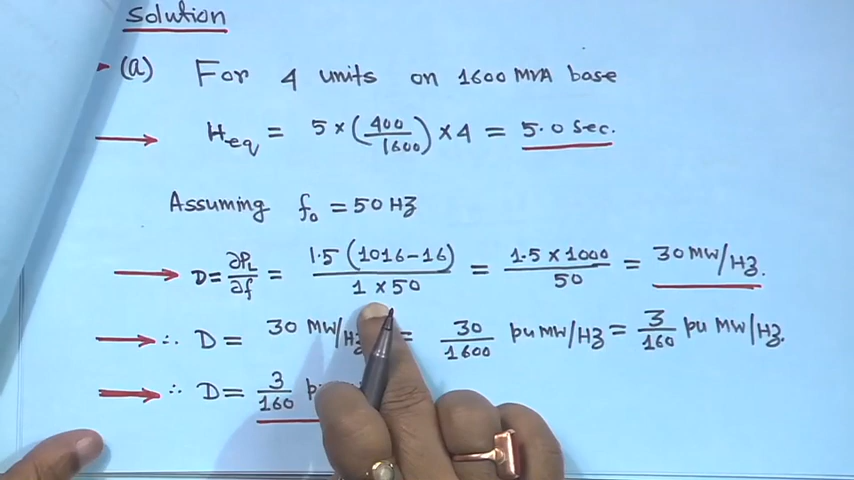 Solution
(a) For 4 units on 1600 MVA base
Heq = 5 × (400/1600) × 4 = 5.0 sec.
Assuming f₀ = 50 Hz
D = ∂PL/∂f = 1.5 (1016-16)/1 × 50 = 1.5 × 1000/50 = 30 MW/Hz.
∴ D = 30 MW/Hz = 30/1600 pu MW/Hz = 3/160 pu MW/Hz.
∴ D = 3/160